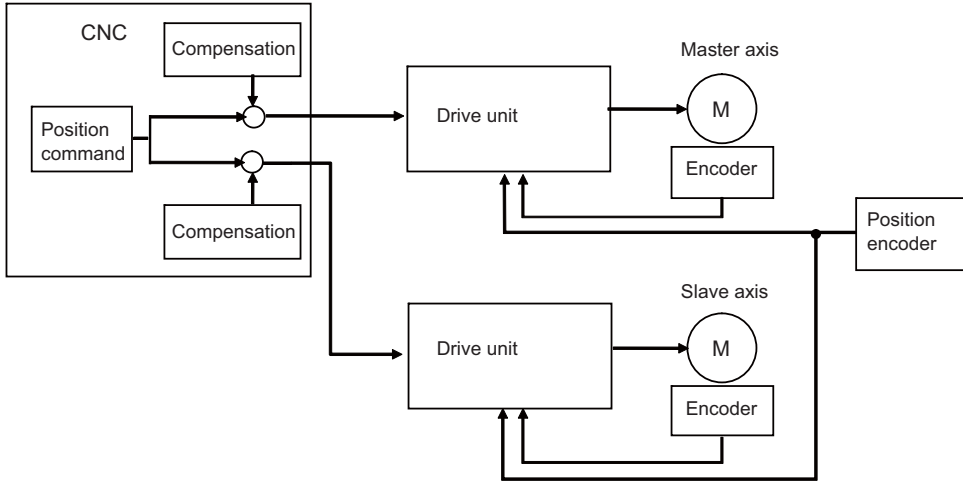 CNC
Compensation
Position
command
Compensation
Drive unit
Master axis
M
Encoder
Position
encoder
Slave axis
Drive unit
M
Encoder